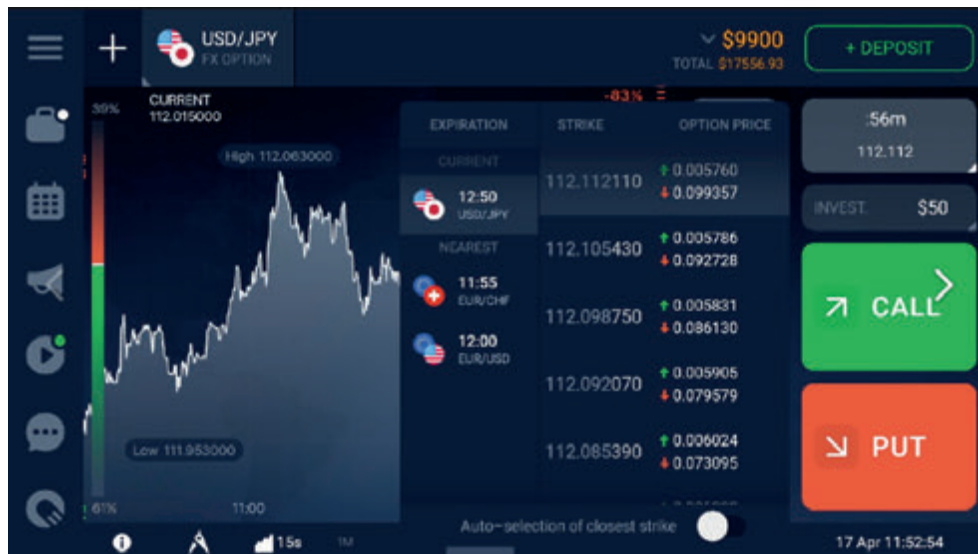 USD/JPY
FX OPTION
$9900
TOTAL $17556.93
+ DEPOSIT
39%
CURRENT
112.015000
-83%
High 112.063000
Low 111.953000
61%
11:00
EXPIRATION
STRIKE
OPTION PRICE
CURRENT
12:50
USD/JPY
NEAREST
11:55
EUR/CHF
12:00
EUR/USD
112.112110
0.005760
0.099357
112.105430
0.005786
0.092728
112.098750
0.005831
0.086130
112.092070
0.005905
0.079579
112.085390
0.006024
0.073095
Auto-selection of closest strike
:56m
112.112
INVEST. $50
CALL
PUT
15s 1M
17 Apr 11:52:54